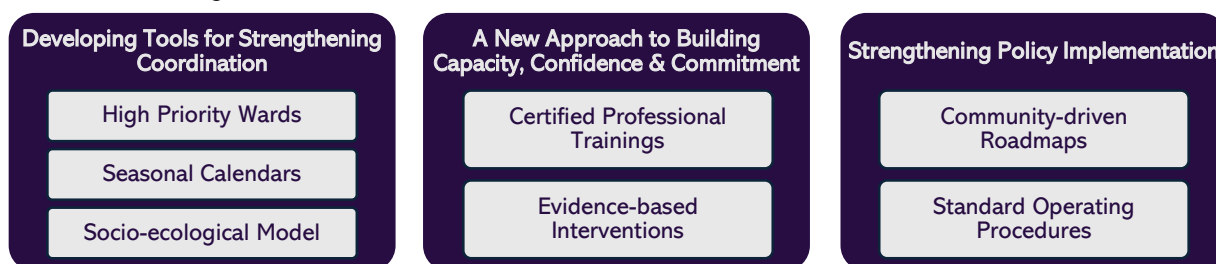 Developing Tools for Strengthening
Coordination
High Priority Wards
Seasonal Calendars
Socio-ecological Model
A New Approach to Building
Capacity, Confidence & Commitment
Certified Professional
Trainings
Evidence-based
Interventions
Strengthening Policy Implementation
Community-driven
Roadmaps
Standard Operating
Procedures